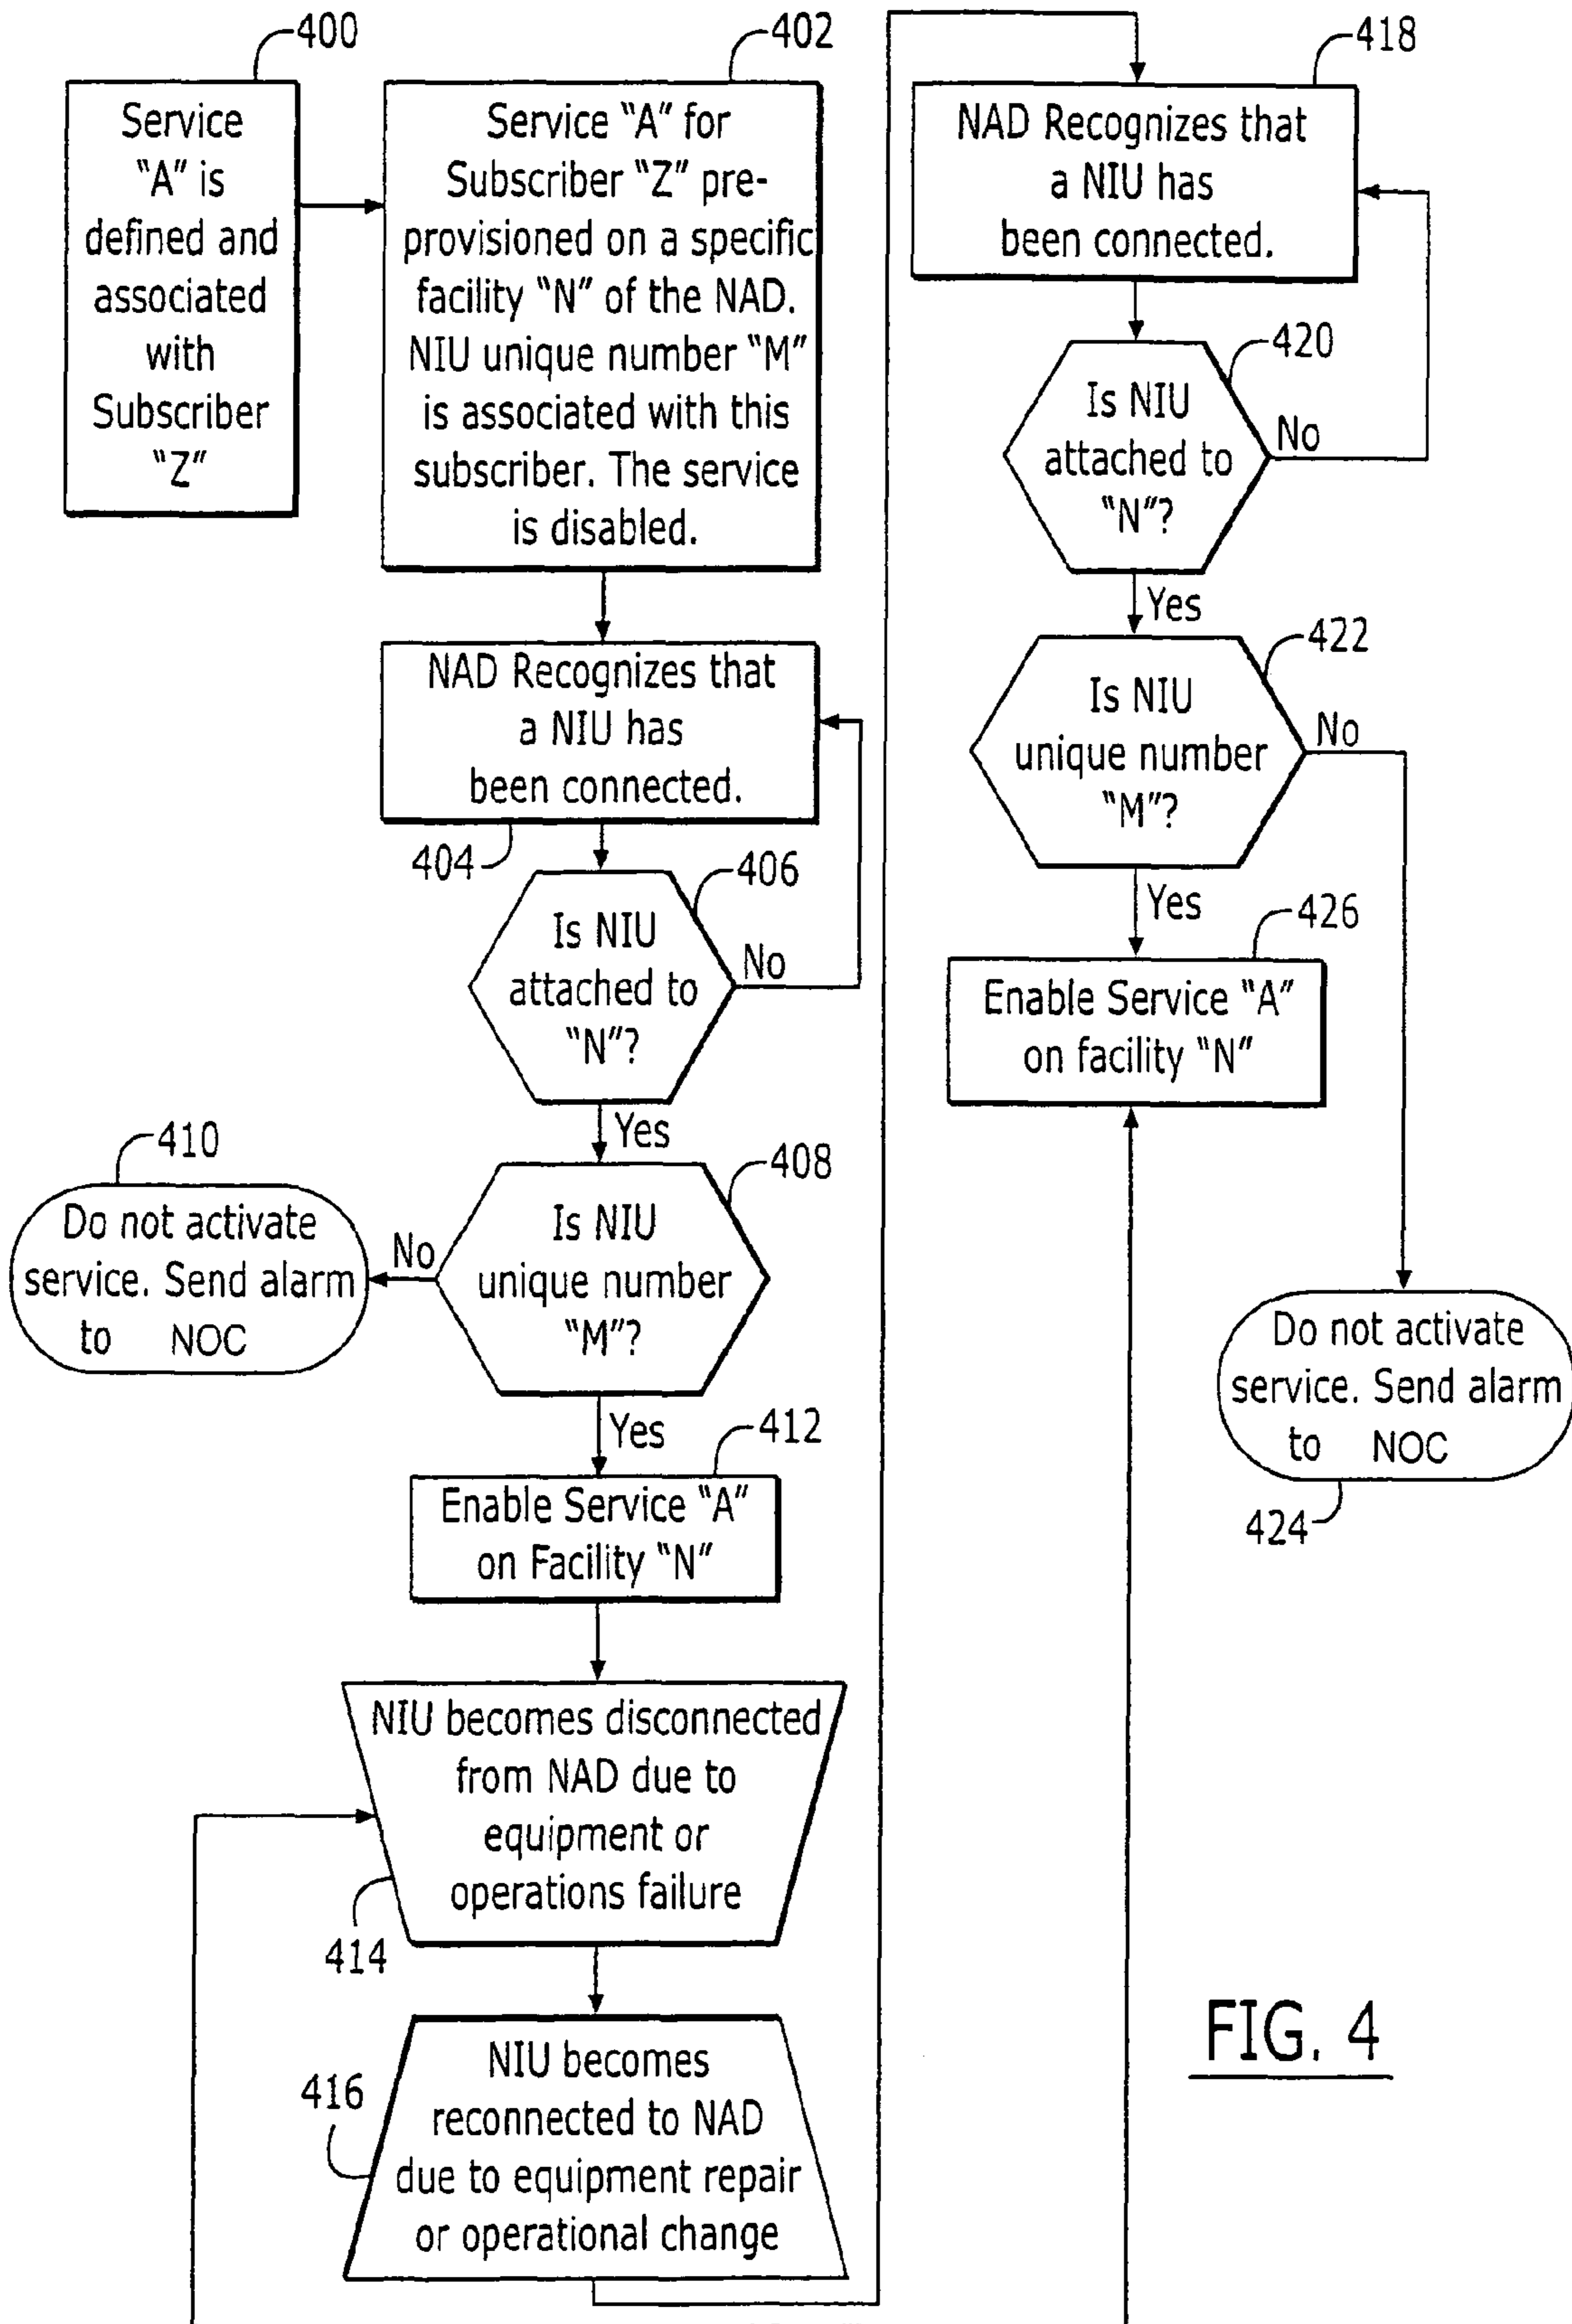 400
Service
"A" is
defined and
associated
with
Subscriber
"Z"
402
Service "A" for
Subscriber "Z" pre-
provisioned on a specific
facility "N" of the NAD.
NIU unique number "M"
is associated with this
subscriber. The service
is disabled.
NAD Recognizes that
a NIU has
been connected.
404
406
Is NIU
attached to
"N"?
No
Yes
408
Is NIU
unique number
"M"?
No
410
Do not activate
service. Send alarm
to NOC
Yes
412
Enable Service "A"
on Facility "N"
NIU becomes disconnected
from NAD due to
equipment or
operations failure
414
416
NIU becomes
reconnected to NAD
due to equipment repair
or operational change
418
NAD Recognizes that
a NIU has
been connected.
420
Is NIU
attached to
"N"?
No
Yes
422
Is NIU
unique number
"M"?
No
Yes
426
Enable Service "A"
on facility "N"
Do not activate
service. Send alarm
to NOC
424
FIG. 4